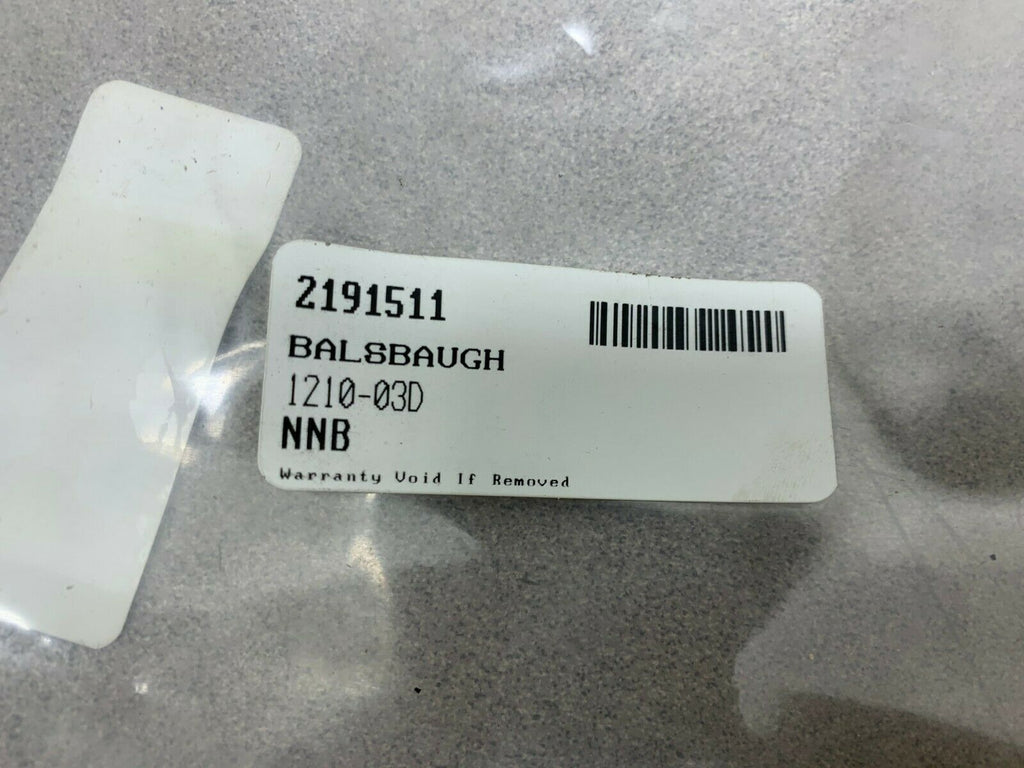 2191511
BALSBAUGH
1210-03D
NNB
Warranty Void If Removed